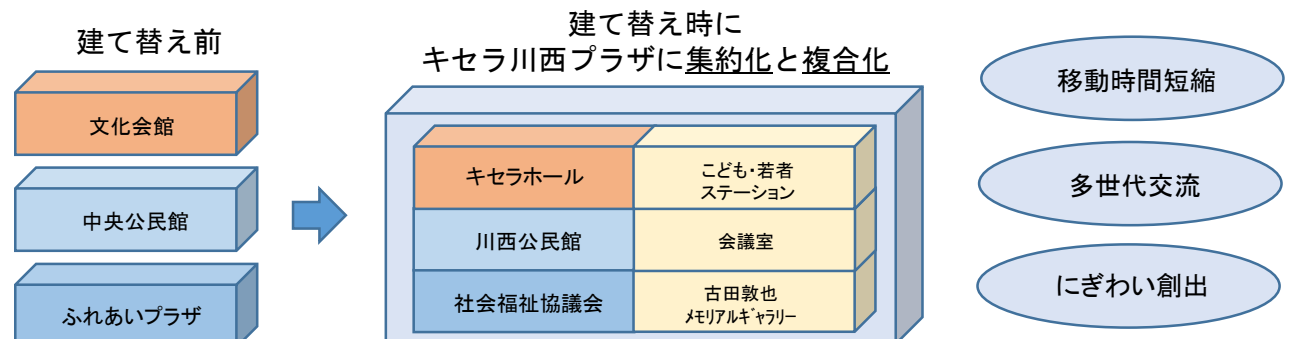 建て替え前
文化会館
中央公民館
ふれあいプラザ
建て替え時に
キセラ川西プラザに集約化と複合化
キセラホール
こども・若者
ステーション
川西公民館
会議室
社会福祉協議会
古田敦也
メモリアルギャラリー
移動時間短縮
多世代交流
にぎわい創出